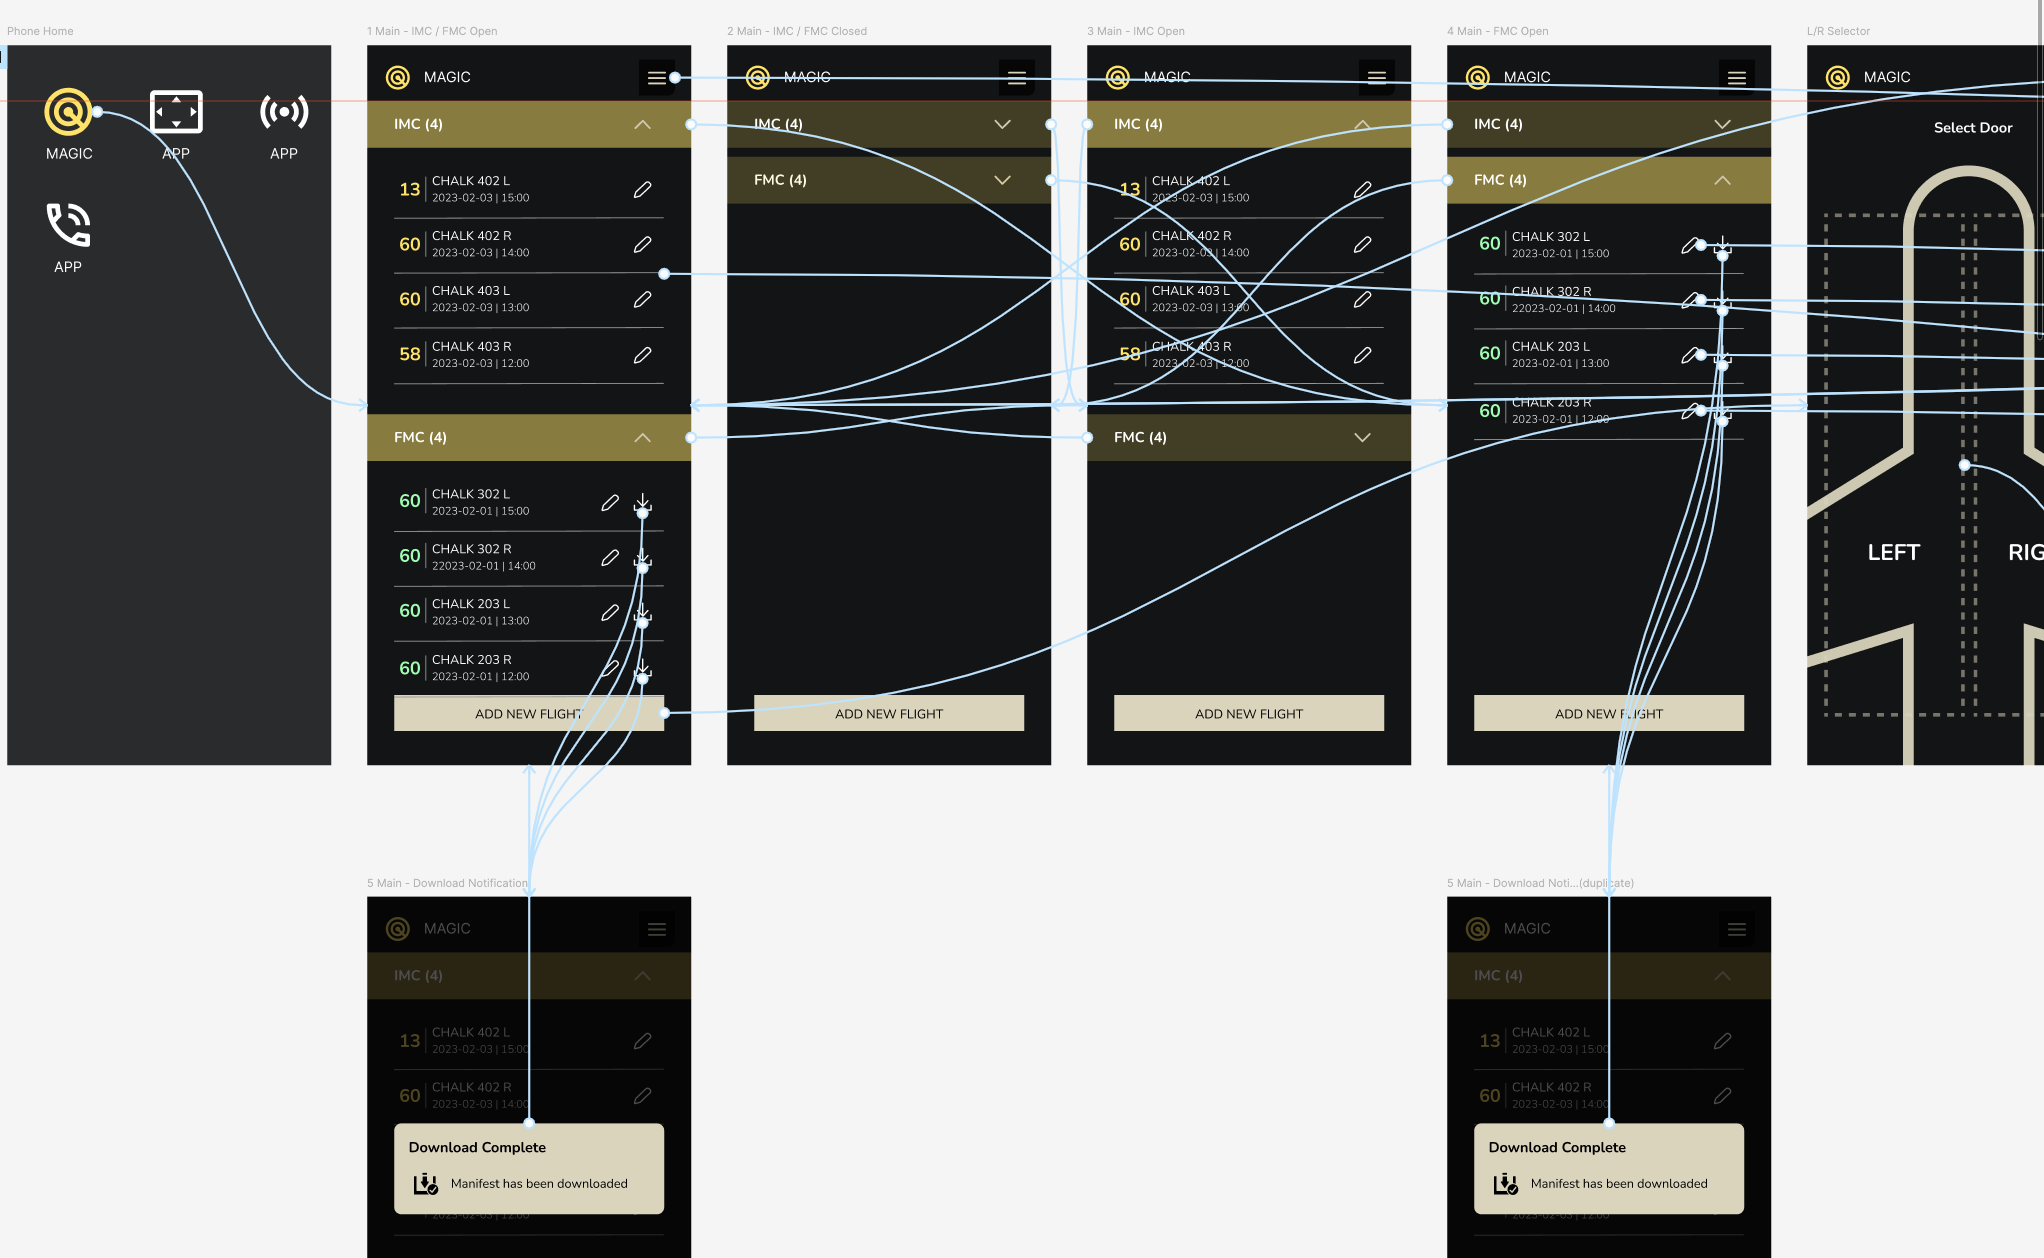 Phone Home
MAGIC
APP
APP
APP
1 Main - IMC / FMC Open
MAGIC
IMC (4)
13
CHALK 402 L
2023-02-03 | 15:00
60
CHALK 402 R
2023-02-03 | 14:00
60
CHALK 403 L
2023-02-03 | 13:00
58
CHALK 403 R
2023-02-03 | 12:00
FMC (4)
60
CHALK 302 L
2023-02-01 | 15:00
60
CHALK 302 R
22023-02-01 | 14:00
60
CHALK 203 L
2023-02-01 | 13:00
60
CHALK 203 R
2023-02-01 | 12:00
ADD NEW FLIGHT
2 Main - IMC / FMC Closed
MAGIC
IMC (4)
FMC (4)
ADD NEW FLIGHT
3 Main - IMC Open
MAGIC
IMC (4)
13
CHALK 402 L
2023-02-03 | 15:00
60
CHALK 402 R
2023-02-03 | 14:00
60
CHALK 403 L
2023-02-03 | 13:00
58
CHALK 403 R
2023-02-03 | 12:00
FMC (4)
ADD NEW FLIGHT
4 Main - FMC Open
MAGIC
IMC (4)
FMC (4)
60
CHALK 302 L
2023-02-01 | 15:00
60
CHALK 302 R
22023-02-01 | 14:00
60
CHALK 203 L
2023-02-01 | 13:00
60
CHALK 203 R
2023-02-01 | 12:00
ADD NEW FLIGHT
L/R Selector
MAGIC
Select Door
LEFT
RIG
5 Main - Download Notification
MAGIC
IMC (4)
13
CHALK 402 L
2023-02-03 | 15:00
60
CHALK 402 R
2023-02-03 | 14:00
Download Complete
Manifest has been downloaded
5 Main - Download Noti...(duplicate)
MAGIC
IMC (4)
13
CHALK 402 L
2023-02-03 | 15:00
60
CHALK 402 R
2023-02-03 | 14:00
Download Complete
Manifest has been downloaded